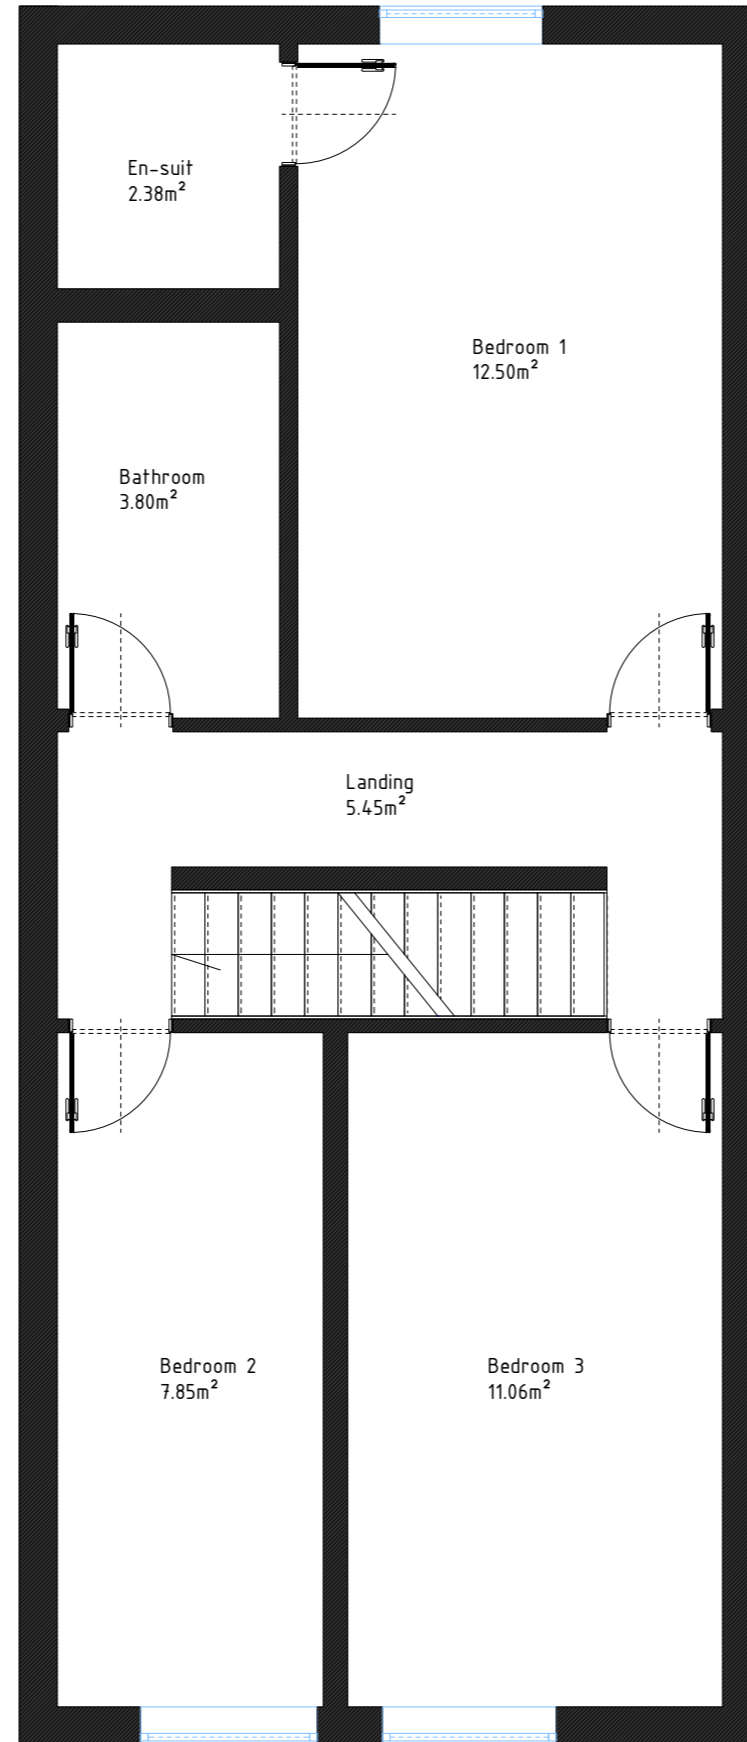 En-suit
2.38m²
Bedroom 1
12.50m²
Bathroom
3.80m²
Landing
5.45m²
Bedroom 2
7.85m²
Bedroom 3
11.06m²